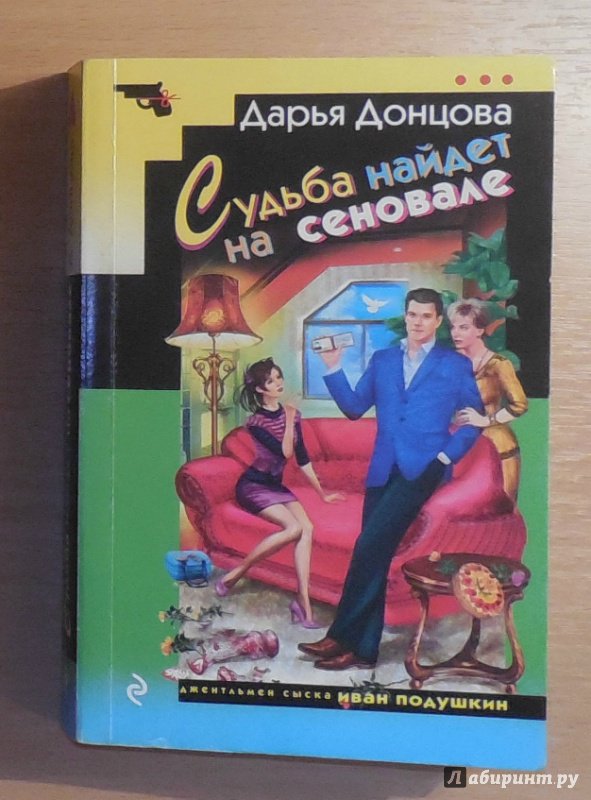 Дарья Донцова
Судьба найдет
на сеновале
джентльмен сыска иван подушкин
Лабиринт.ру